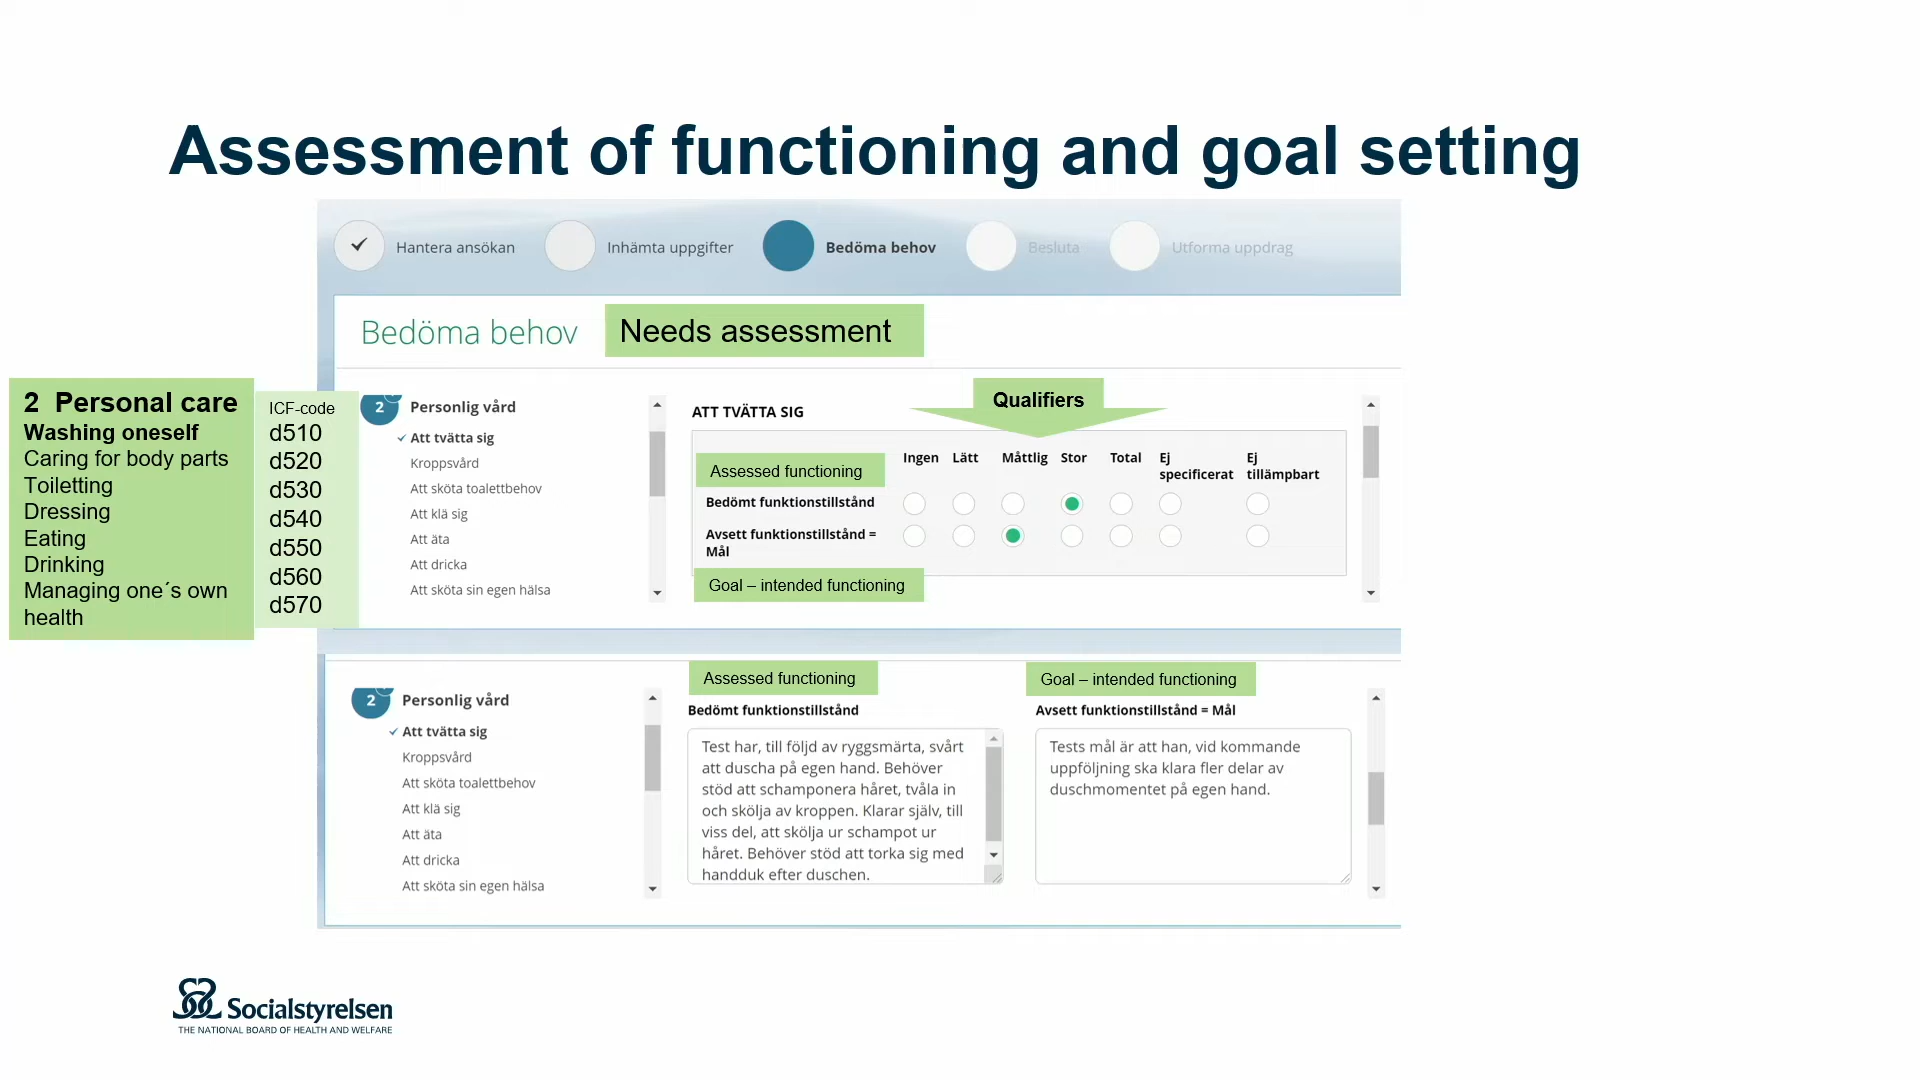 Assessment of functioning and goal setting
Hantera ansökan
Inhämta uppgifter
Bedöma behov
Besluta
Utforma uppdrag
Bedöma behov
Needs assessment
2 Personal care
Washing oneself
Caring for body parts
Toiletting
Dressing
Eating
Drinking
Managing one´s own
health
ICF-code
d510
d520
d530
d540
d550
d560
d570
2
Personlig vård
Att tvätta sig
Kroppsvård
Att sköta toalettbehov
Att klä sig
Att äta
Att dricka
Att sköta sin egen hälsa
ATT TVÄTTA SIG
Qualifiers
Assessed functioning
Ingen
Lätt
Måttlig
Stor
Total
Ej
specificerat
Ej
tillämpbart
Bedömt funktionstillstånd
Avsett funktionstillstånd =
Mål
Goal – intended functioning
2
Personlig vård
Att tvätta sig
Kroppsvård
Att sköta toalettbehov
Att klä sig
Att äta
Att dricka
Att sköta sin egen hälsa
Assessed functioning
Bedömt funktionstillstånd
Test har, till följd av ryggsmärta, svårt
att duscha på egen hand. Behöver
stöd att schamponera håret, tvåla in
och skölja av kroppen. Klarar själv, till
viss del, att skölja ur schampot ur
håret. Behöver stöd att torka sig med
handduk efter duschen.
Goal – intended functioning
Avsett funktionstillstånd = Mål
Tests mål är att han, vid kommande
uppföljning ska klara fler delar av
duschmomentet på egen hand.
Socialstyrelsen
THE NATIONAL BOARD OF HEALTH AND WELFARE